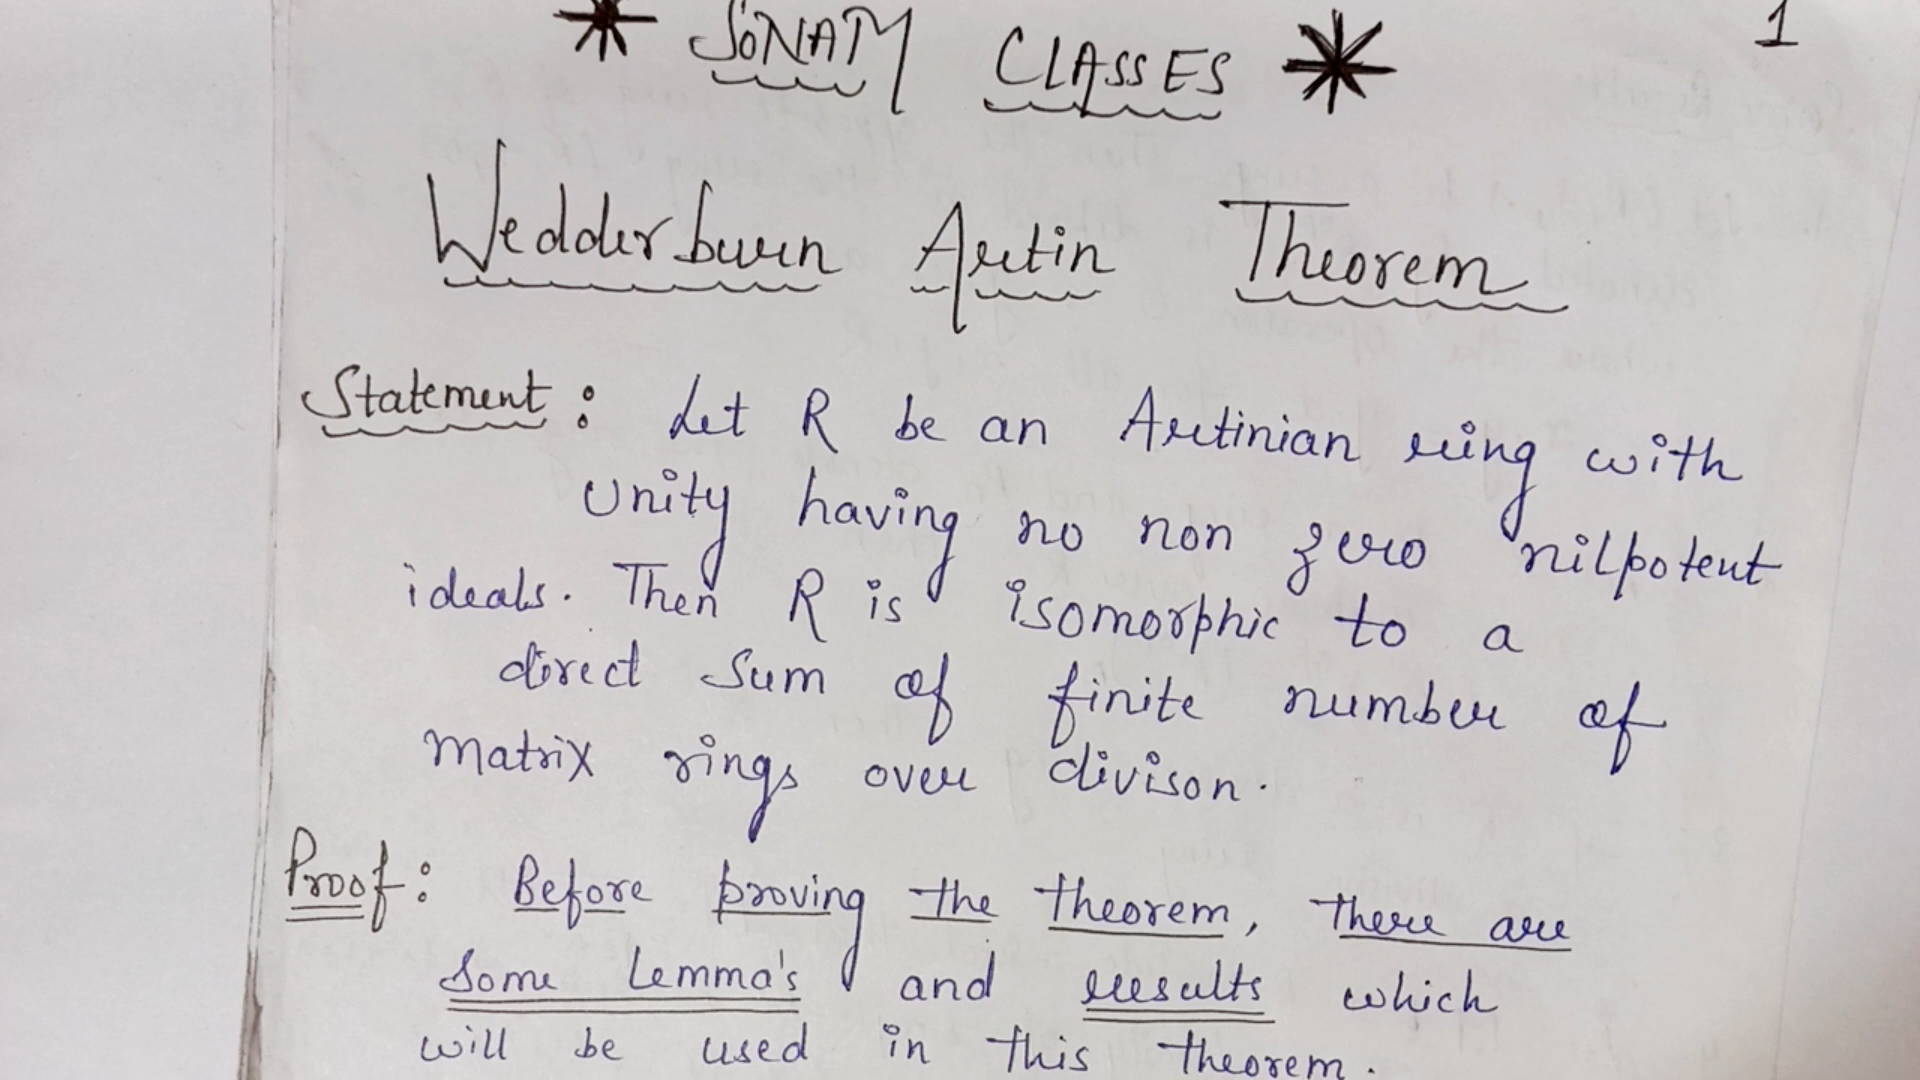 * SONAM CLASSES *
1
Wedderburn Artin Theorem
Statement : Let R be an Artinian ring with
unity having no non zero nilpotent
ideals. Then R is isomorphic to a
direct sum of finite number of
matrix rings over divison.
Proof : Before proving the theorem, there are
some Lemma's and results which
will be used in this theorem.